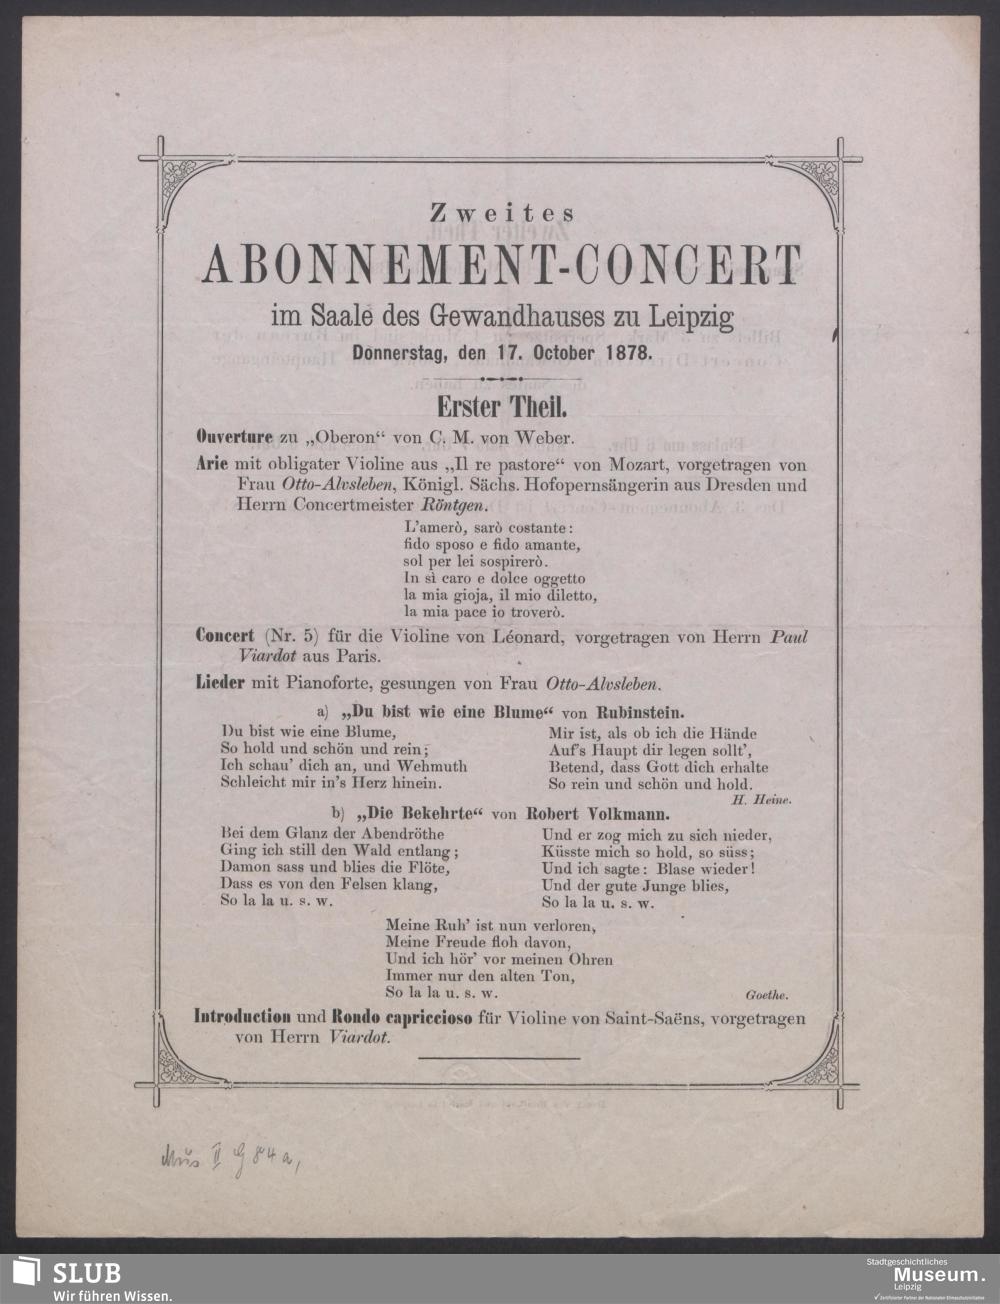 Zweites
ABONNEMENT-CONCERT
im Saale des Gewandhauses zu Leipzig
Donnerstag, den 17. October 1878.
Erster Theil.
Ouverture zu „Oberon“ von C. M. von Weber.
Arie mit obligater Violine aus „Il re pastore“ von Mozart, vorgetragen von
Frau Otto-Alvsleben, Königl. Sächs. Hofopernsängerin aus Dresden und
Herrn Concertmeister Röntgen.
L'amerò, sarò costante:
fido sposo e fido amante,
sol per lei sospirerò.
In sì caro e dolce oggetto
la mia gioja, il mio diletto,
la mia pace io troverò.
Concert (Nr. 5) für die Violine von Léonard, vorgetragen von Herrn Paul
Viardot aus Paris.
Lieder mit Pianoforte, gesungen von Frau Otto-Alvsleben.
a) „Du bist wie eine Blume“ von Rubinstein.
Du bist wie eine Blume,
So hold und schön und rein;
Ich schau' dich an, und Wehmuth
Schleicht mir in's Herz hinein.
Mir ist, als ob ich die Hände
Auf's Haupt dir legen sollt',
Betend, dass Gott dich erhalte
So rein und schön und hold.
H. Heine.
b) „Die Bekehrte“ von Robert Volkmann.
Bei dem Glanz der Abendröthe
Ging ich still den Wald entlang;
Damon sass und blies die Flöte,
Dass es von den Felsen klang,
So la la u. s. w.
Und er zog mich zu sich nieder,
Küsste mich so hold, so süss;
Und ich sagte: Blase wieder!
Und der gute Junge blies,
So la la u. s. w.
Meine Ruh' ist nun verloren,
Meine Freude floh davon,
Und ich hör' vor meinen Ohren
Immer nur den alten Ton,
So la la u. s. w.
Goethe.
Introduction und Rondo capriccioso für Violine von Saint-Saëns, vorgetragen
von Herrn Viardot.
Mus II G 84 a,
SLUB
Wir führen Wissen.
Stadtgeschichtliches
Museum.
Leipzig
Zertifizierter Partner der Nationalen Klimaschutzinitiative